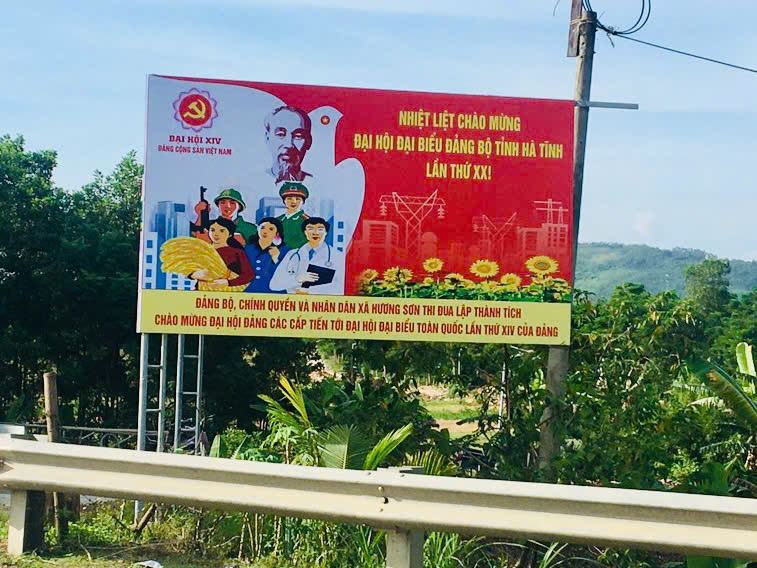 ĐẠI HỘI XIV
ĐẢNG CỘNG SẢN VIỆT NAM
NHIỆT LIỆT CHÀO MỪNG
ĐẠI HỘI ĐẠI BIỂU ĐẢNG BỘ TỈNH HÀ TĨNH
LẦN THỨ XX!
ĐẢNG BỘ, CHÍNH QUYỀN VÀ NHÂN DÂN XÃ HƯƠNG SƠN THI ĐUA LẬP THÀNH TÍCH
CHÀO MỪNG ĐẠI HỘI ĐẢNG CÁC CẤP TIẾN TỚI ĐẠI HỘI ĐẠI BIỂU TOÀN QUỐC LẦN THỨ XIV CỦA ĐẢNG